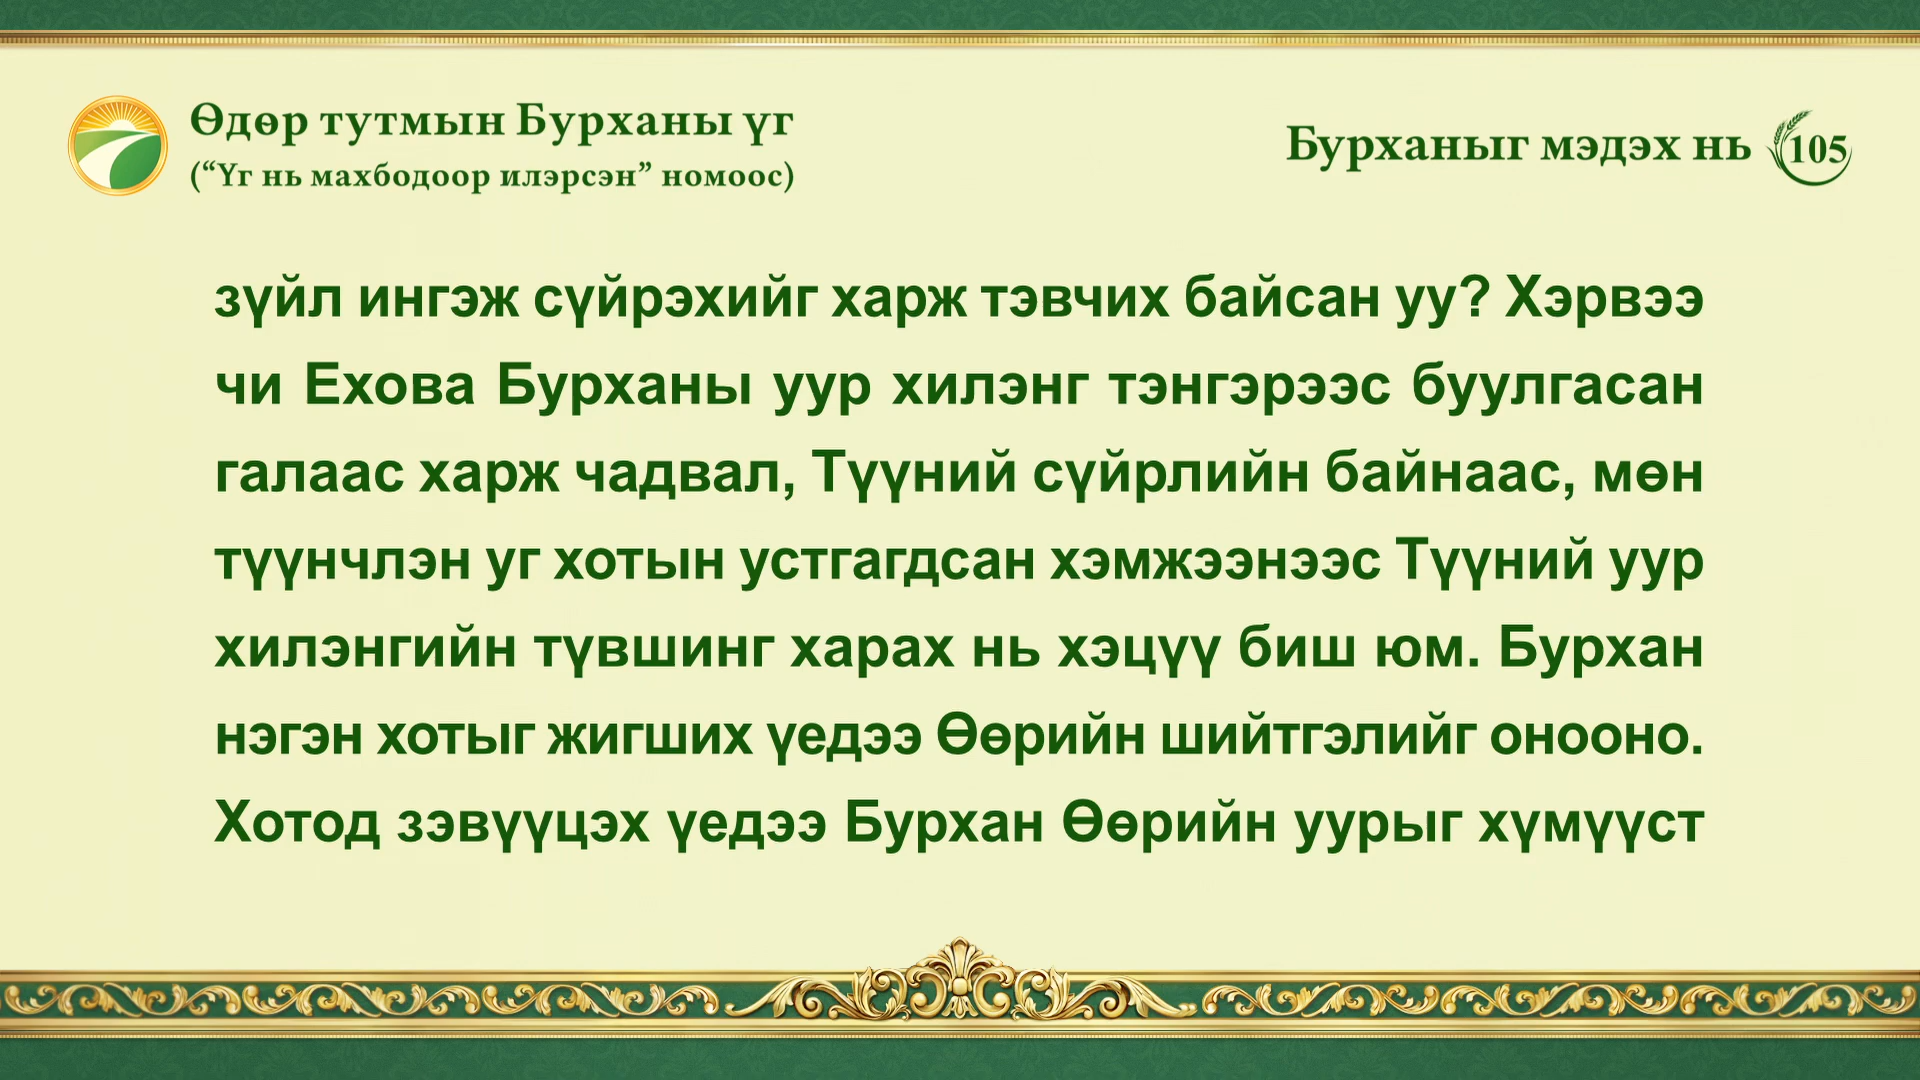 Өдөр тутмын Бурханы үг
(“Үг нь махбодоор илэрсэн” номоос)
Бурханыг мэдэх нь 105
зүйл ингэж сүйрэхийг харж тэвчих байсан уу? Хэрвээ
чи Ехова Бурханы уур хилэнг тэнгэрээс буулгасан
галаас харж чадвал, Түүний сүйрлийн байнаас, мөн
түүнчлэн уг хотын устгагдсан хэмжээнээс Түүний уур
хилэнгийн түвшинг харах нь хэцүү биш юм. Бурхан
нэгэн хотыг жигших үедээ Өөрийн шийтгэлийг онооно.
Хотод зэвүүцэх үедээ Бурхан Өөрийн уурыг хүмүүст